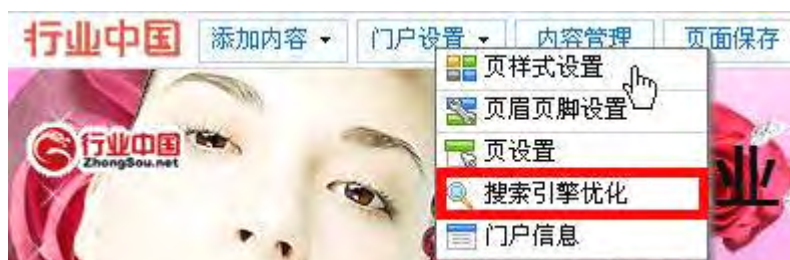 行业中国 添加内容 门户设置 内容管理 页面保存
页样式设置
页眉页脚设置
行业中国
ZhongSou.net
页设置
业
搜索引擎优化
门户信息